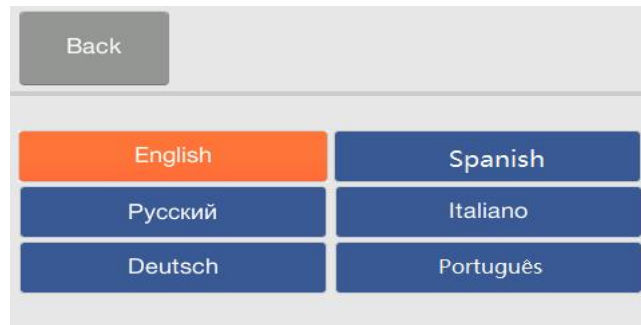 Back
English
Spanish
Русский
Italiano
Deutsch
Português